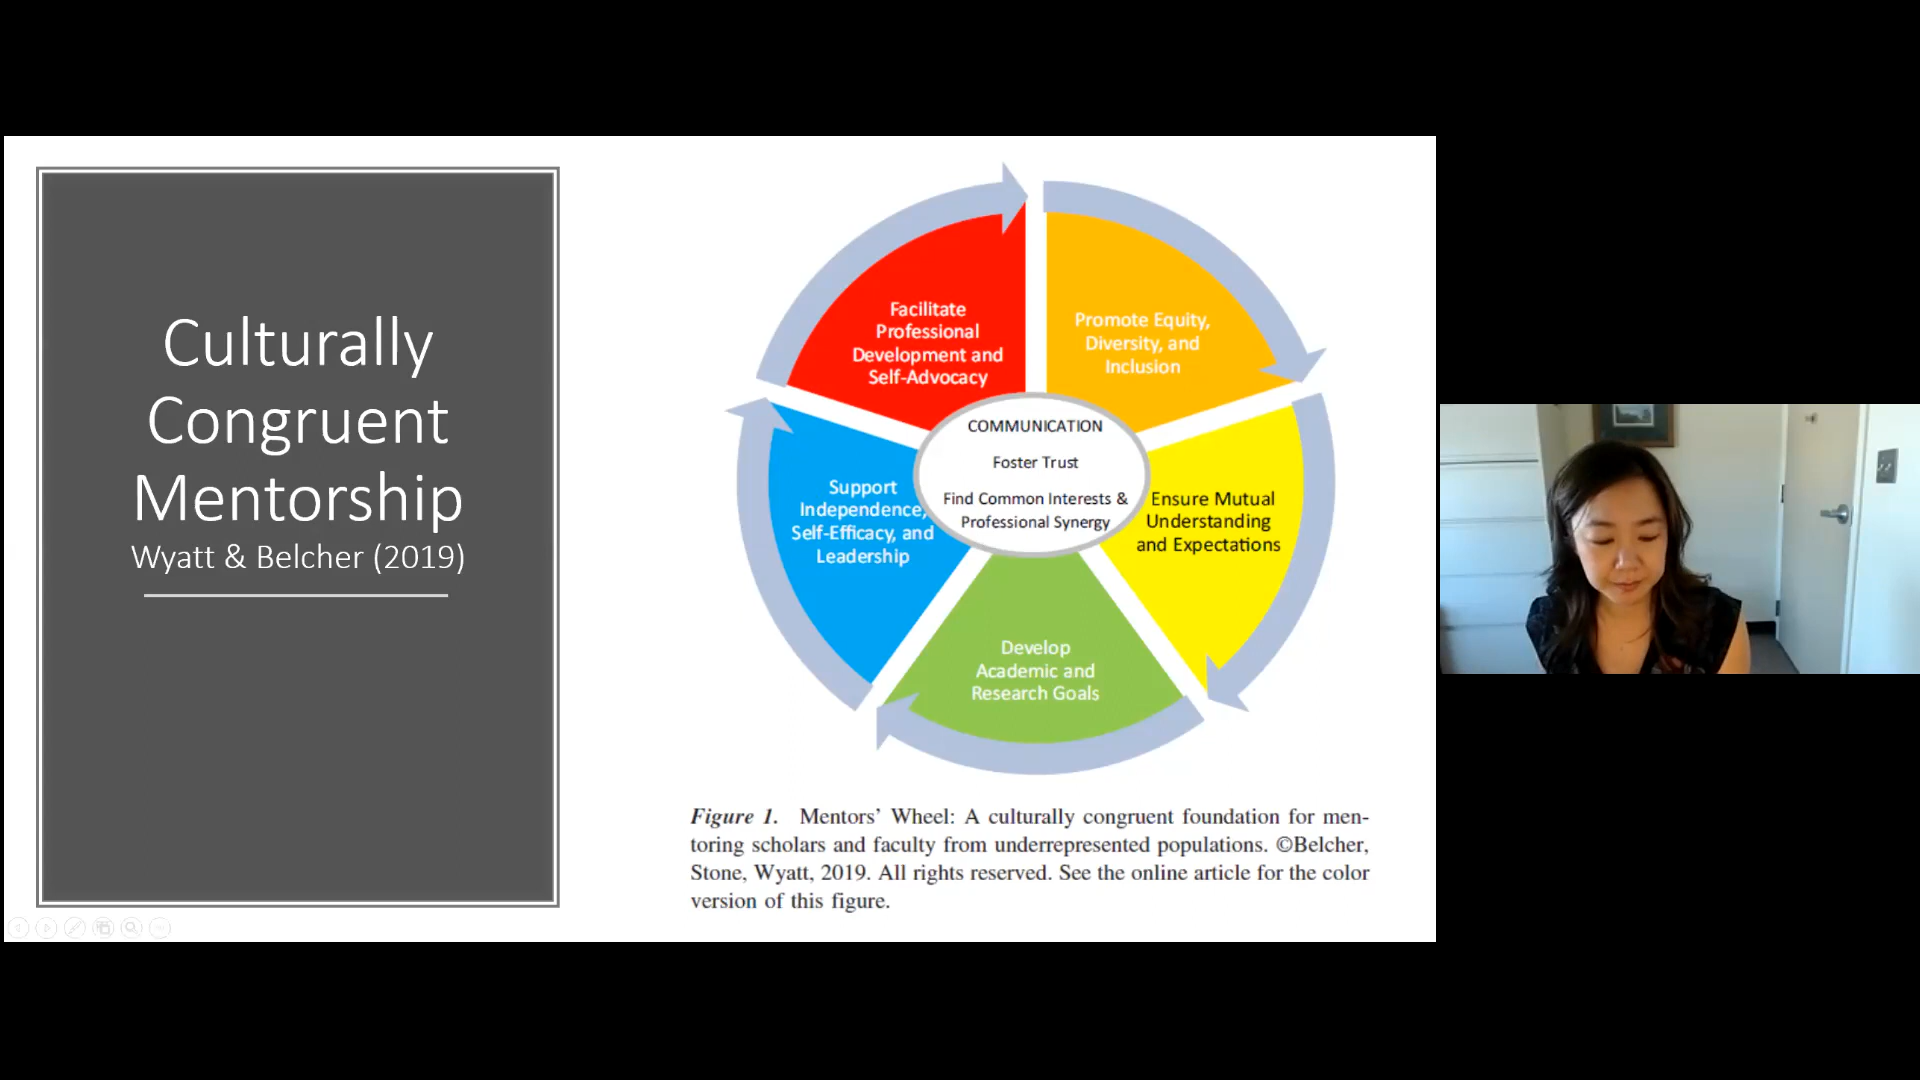 Culturally
Congruent
Mentorship
Wyatt & Belcher (2019)
Facilitate
Professional
Development and
Self-Advocacy
Promote Equity,
Diversity, and
Inclusion
COMMUNICATION
Foster Trust
Find Common Interests &
Professional Synergy
Support
Independence,
Self-Efficacy, and
Leadership
Ensure Mutual
Understanding
and Expectations
Develop
Academic and
Research Goals
Figure 1. Mentors' Wheel: A culturally congruent foundation for men-
toring scholars and faculty from underrepresented populations. ©Belcher,
Stone, Wyatt, 2019. All rights reserved. See the online article for the color
version of this figure.